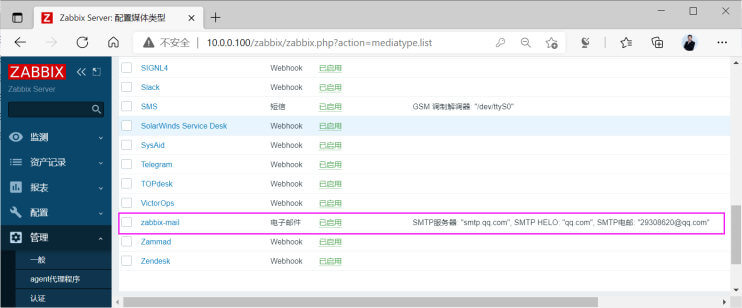 Zabbix Server: 配置媒体类型
不安全 10.0.0.100/zabbix/zabbix.php?action=mediatype.list
ZABBIX
Zabbix Server
监测
资产记录
报表
配置
管理
一般
agent代理程序
认证
SIGNL4 Webhook 已启用
Slack Webhook 已启用
SMS 短信 已启用 GSM 调制解调器: "/dev/ttyS0"
SolarWinds Service Desk Webhook 已启用
SysAid Webhook 已启用
Telegram Webhook 已启用
TOPdesk Webhook 已启用
VictorOps Webhook 已启用
zabbix-mail 电子邮件 已启用 SMTP服务器: "smtp.qq.com", SMTP HELO: "qq.com", SMTP电邮: "29308620@qq.com"
Zammad Webhook 已启用
Zendesk Webhook 已启用